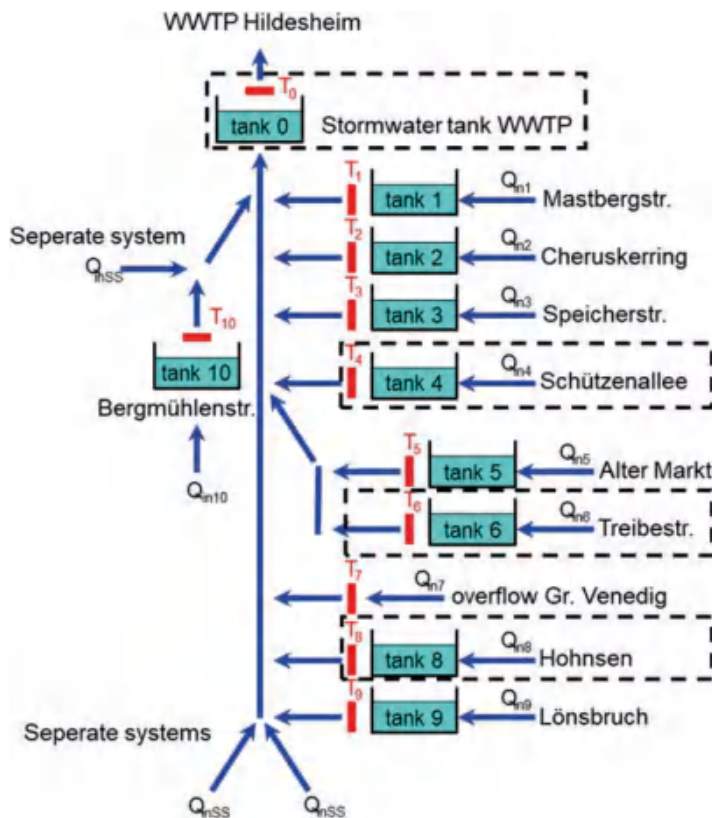 WWTP Hildesheim
T0
tank 0
Stormwater tank WWTP
T1
tank 1
Qin1
Mastbergstr.
Seperate system
QinSS
T2
tank 2
Qin2
Cheruskerring
T3
tank 3
Qin3
Speicherstr.
T10
tank 10
Bergmühlenstr.
Qin10
T4
tank 4
Qin4
Schützenallee
T5
tank 5
Qin5
Alter Markt
T6
tank 6
Qin6
Treibestr.
T7
Qin7
overflow Gr. Venedig
T8
tank 8
Qin8
Hohnsen
T9
tank 9
Qin9
Lönsbruch
Seperate systems
QinSS
QinSS